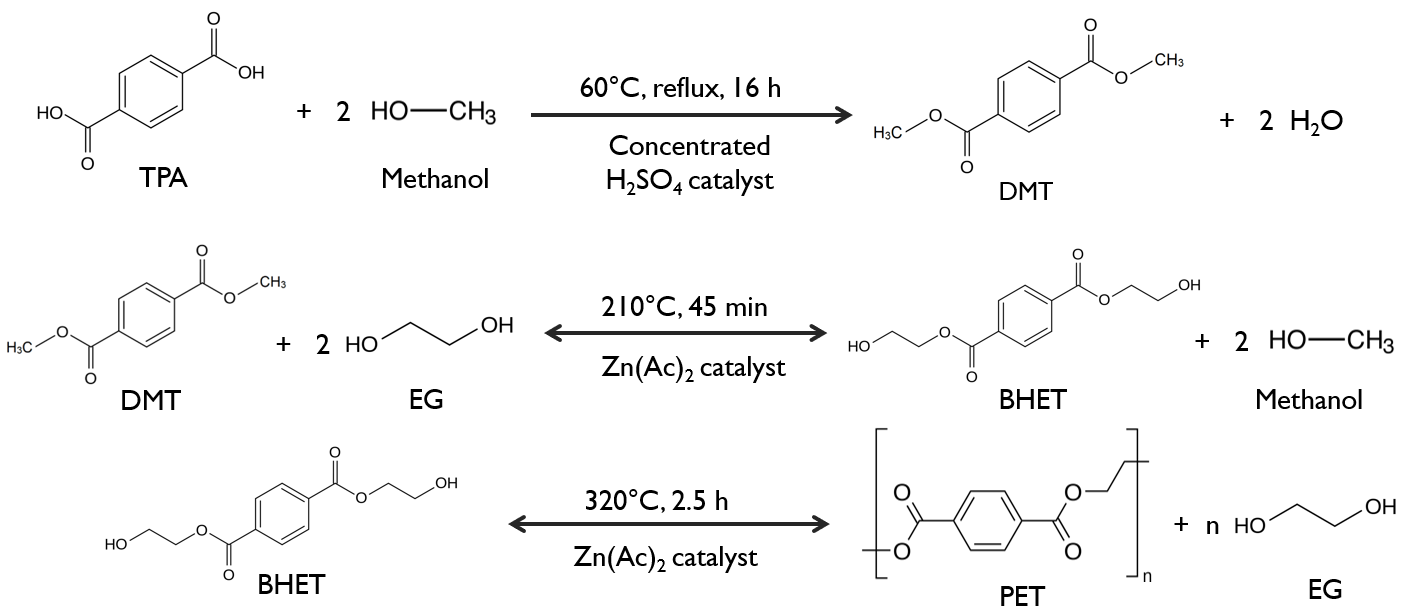 O
OH
HO
O
TPA
+ 2 HO CH₃
Methanol
60°C, reflux, 16 h
Concentrated
H₂SO₄ catalyst
O
O CH₃
H₃C O
O
DMT
+ 2 H₂O
O
O CH₃
H₃C O
O
DMT
+ 2 HO OH
EG
210°C, 45 min
Zn(Ac)₂ catalyst
O
O OH
HO O
O
BHET
+ 2 HO CH₃
Methanol
O
O OH
HO O
O
BHET
320°C, 2.5 h
Zn(Ac)₂ catalyst
O O
O O
n
PET
+ n HO OH
EG